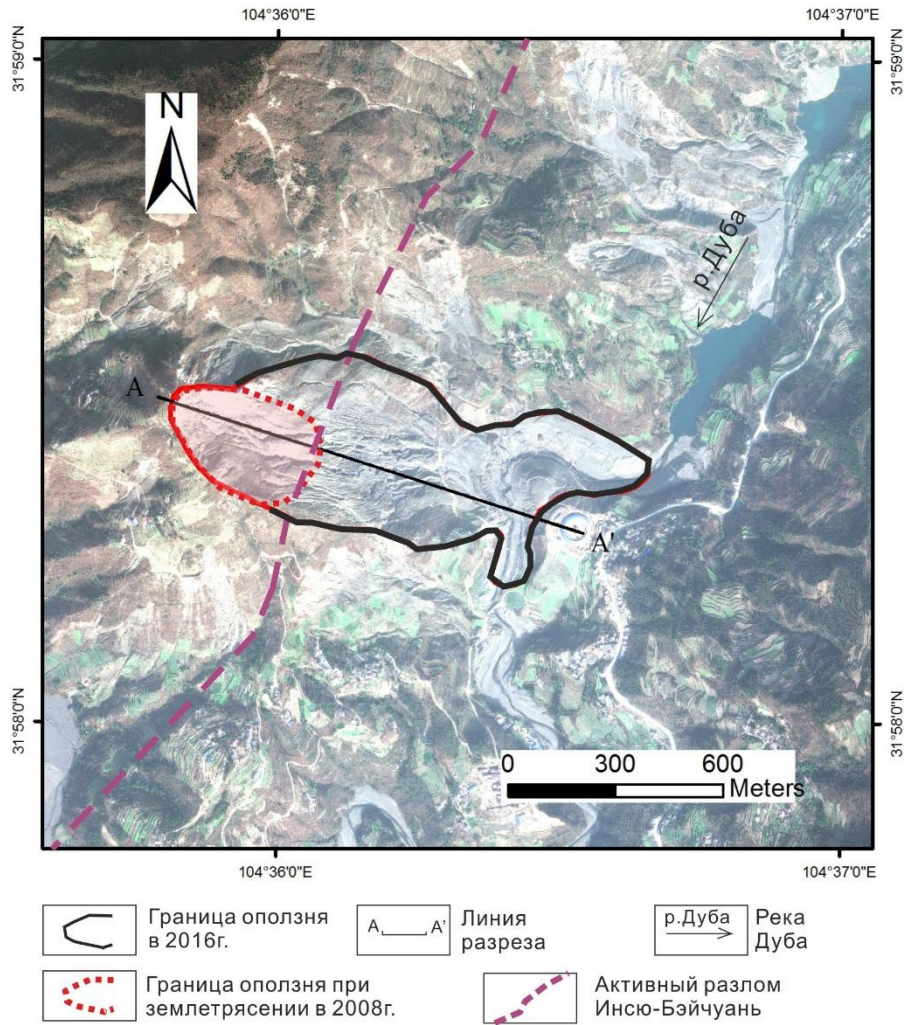 104°36'0"E
104°37'0"E
31°59'0"N
31°59'0"N
N
р.Дуба
A
A'
31°58'0"N
31°58'0"N
0 300 600
Meters
104°36'0"E
104°37'0"E
Граница оползня
в 2016г.
A A'
Линия
разреза
р.Дуба
Река
Дуба
Граница оползня при
землетрясении в 2008г.
Активный разлом
Инсю-Бэйчуань